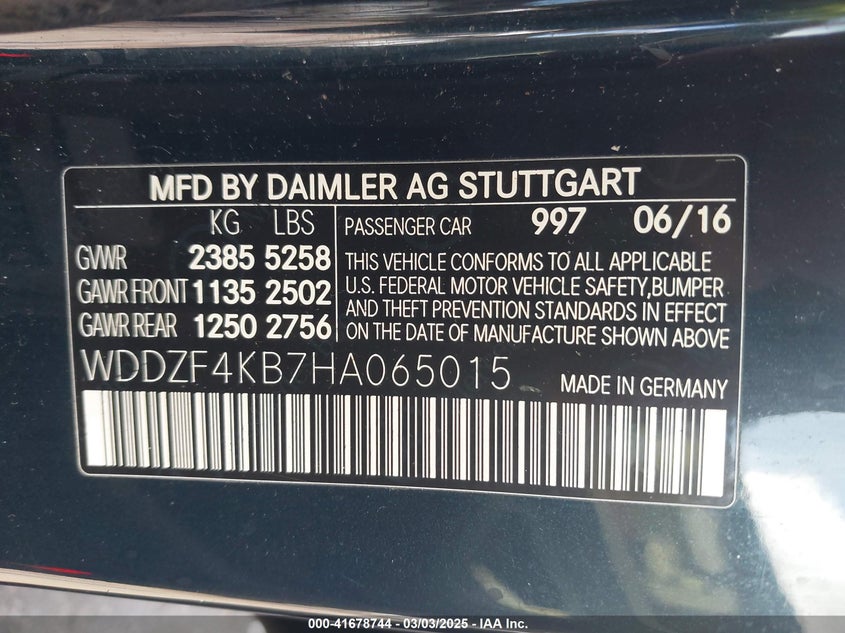 MFD BY DAIMLER AG STUTTGART
KG LBS
GVWR 2385 5258
GAWR FRONT 1135 2502
GAWR REAR 1250 2756
PASSENGER CAR 997 06/16
THIS VEHICLE CONFORMS TO ALL APPLICABLE
U.S. FEDERAL MOTOR VEHICLE SAFETY,BUMPER
AND THEFT PREVENTION STANDARDS IN EFFECT
ON THE DATE OF MANUFACTURE SHOWN ABOVE
WDDZF4KB7HA065015
MADE IN GERMANY
000-41678744 / 03/03/2025 - IAA Inc.